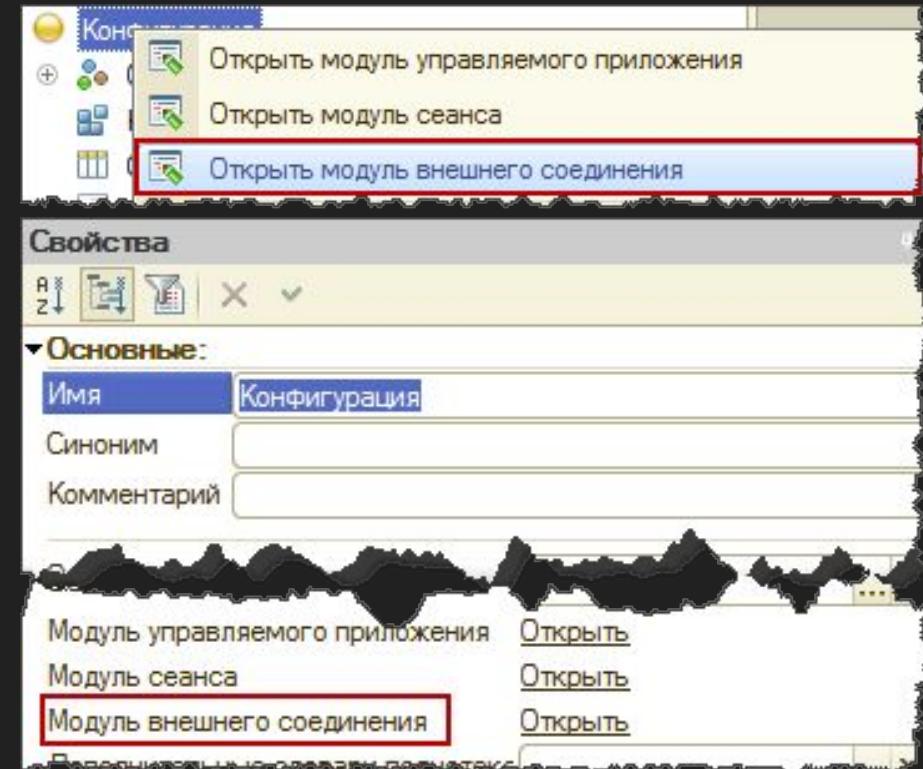 Открыть модуль управляемого приложения
Открыть модуль сеанса
Открыть модуль внешнего соединения
Свойства
Основные:
Имя Конфигурация
Синоним
Комментарий
Модуль управляемого приложения Открыть
Модуль сеанса Открыть
Модуль внешнего соединения Открыть